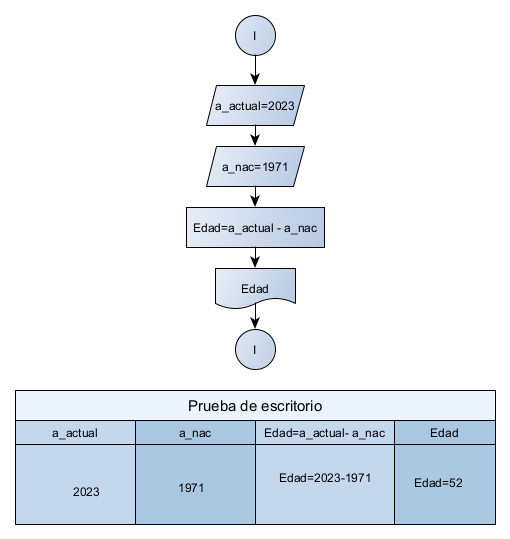 I
a_actual=2023
a_nac=1971
Edad=a_actual - a_nac
Edad
I
Prueba de escritorio
a_actual a_nac Edad=a_actual- a_nac Edad
2023 1971 Edad=2023-1971 Edad=52